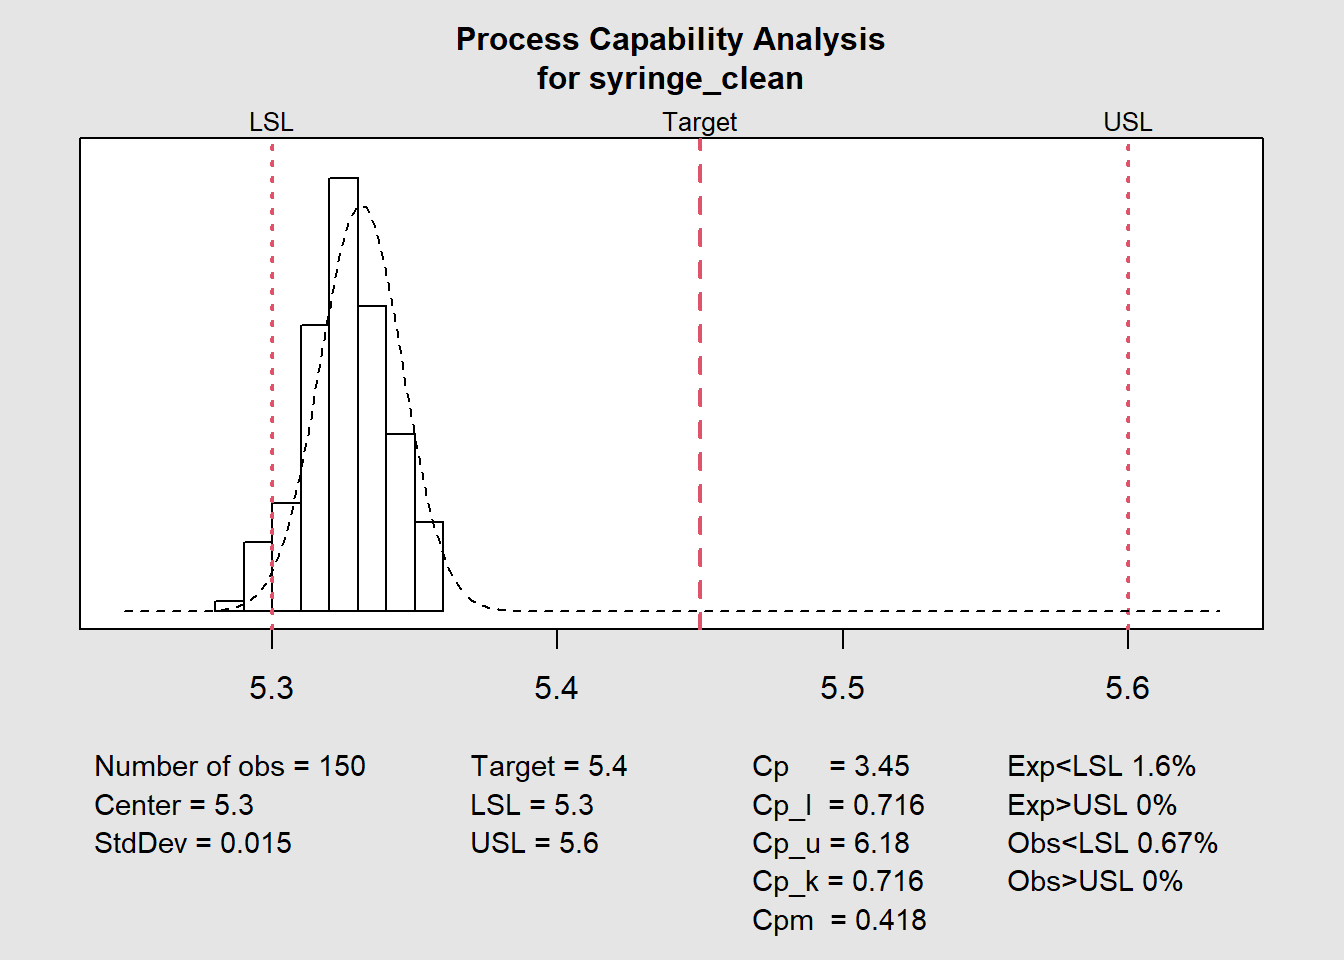 Process Capability Analysis
for syringe_clean
LSL Target USL
5.3 5.4 5.5 5.6
Number of obs = 150 Target = 5.4 Cp = 3.45 Exp<LSL 1.6%
Center = 5.3 LSL = 5.3 Cp_l = 0.716 Exp>USL 0%
StdDev = 0.015 USL = 5.6 Cp_u = 6.18 Obs<LSL 0.67%
Cp_k = 0.716 Obs>USL 0%
Cpm = 0.418